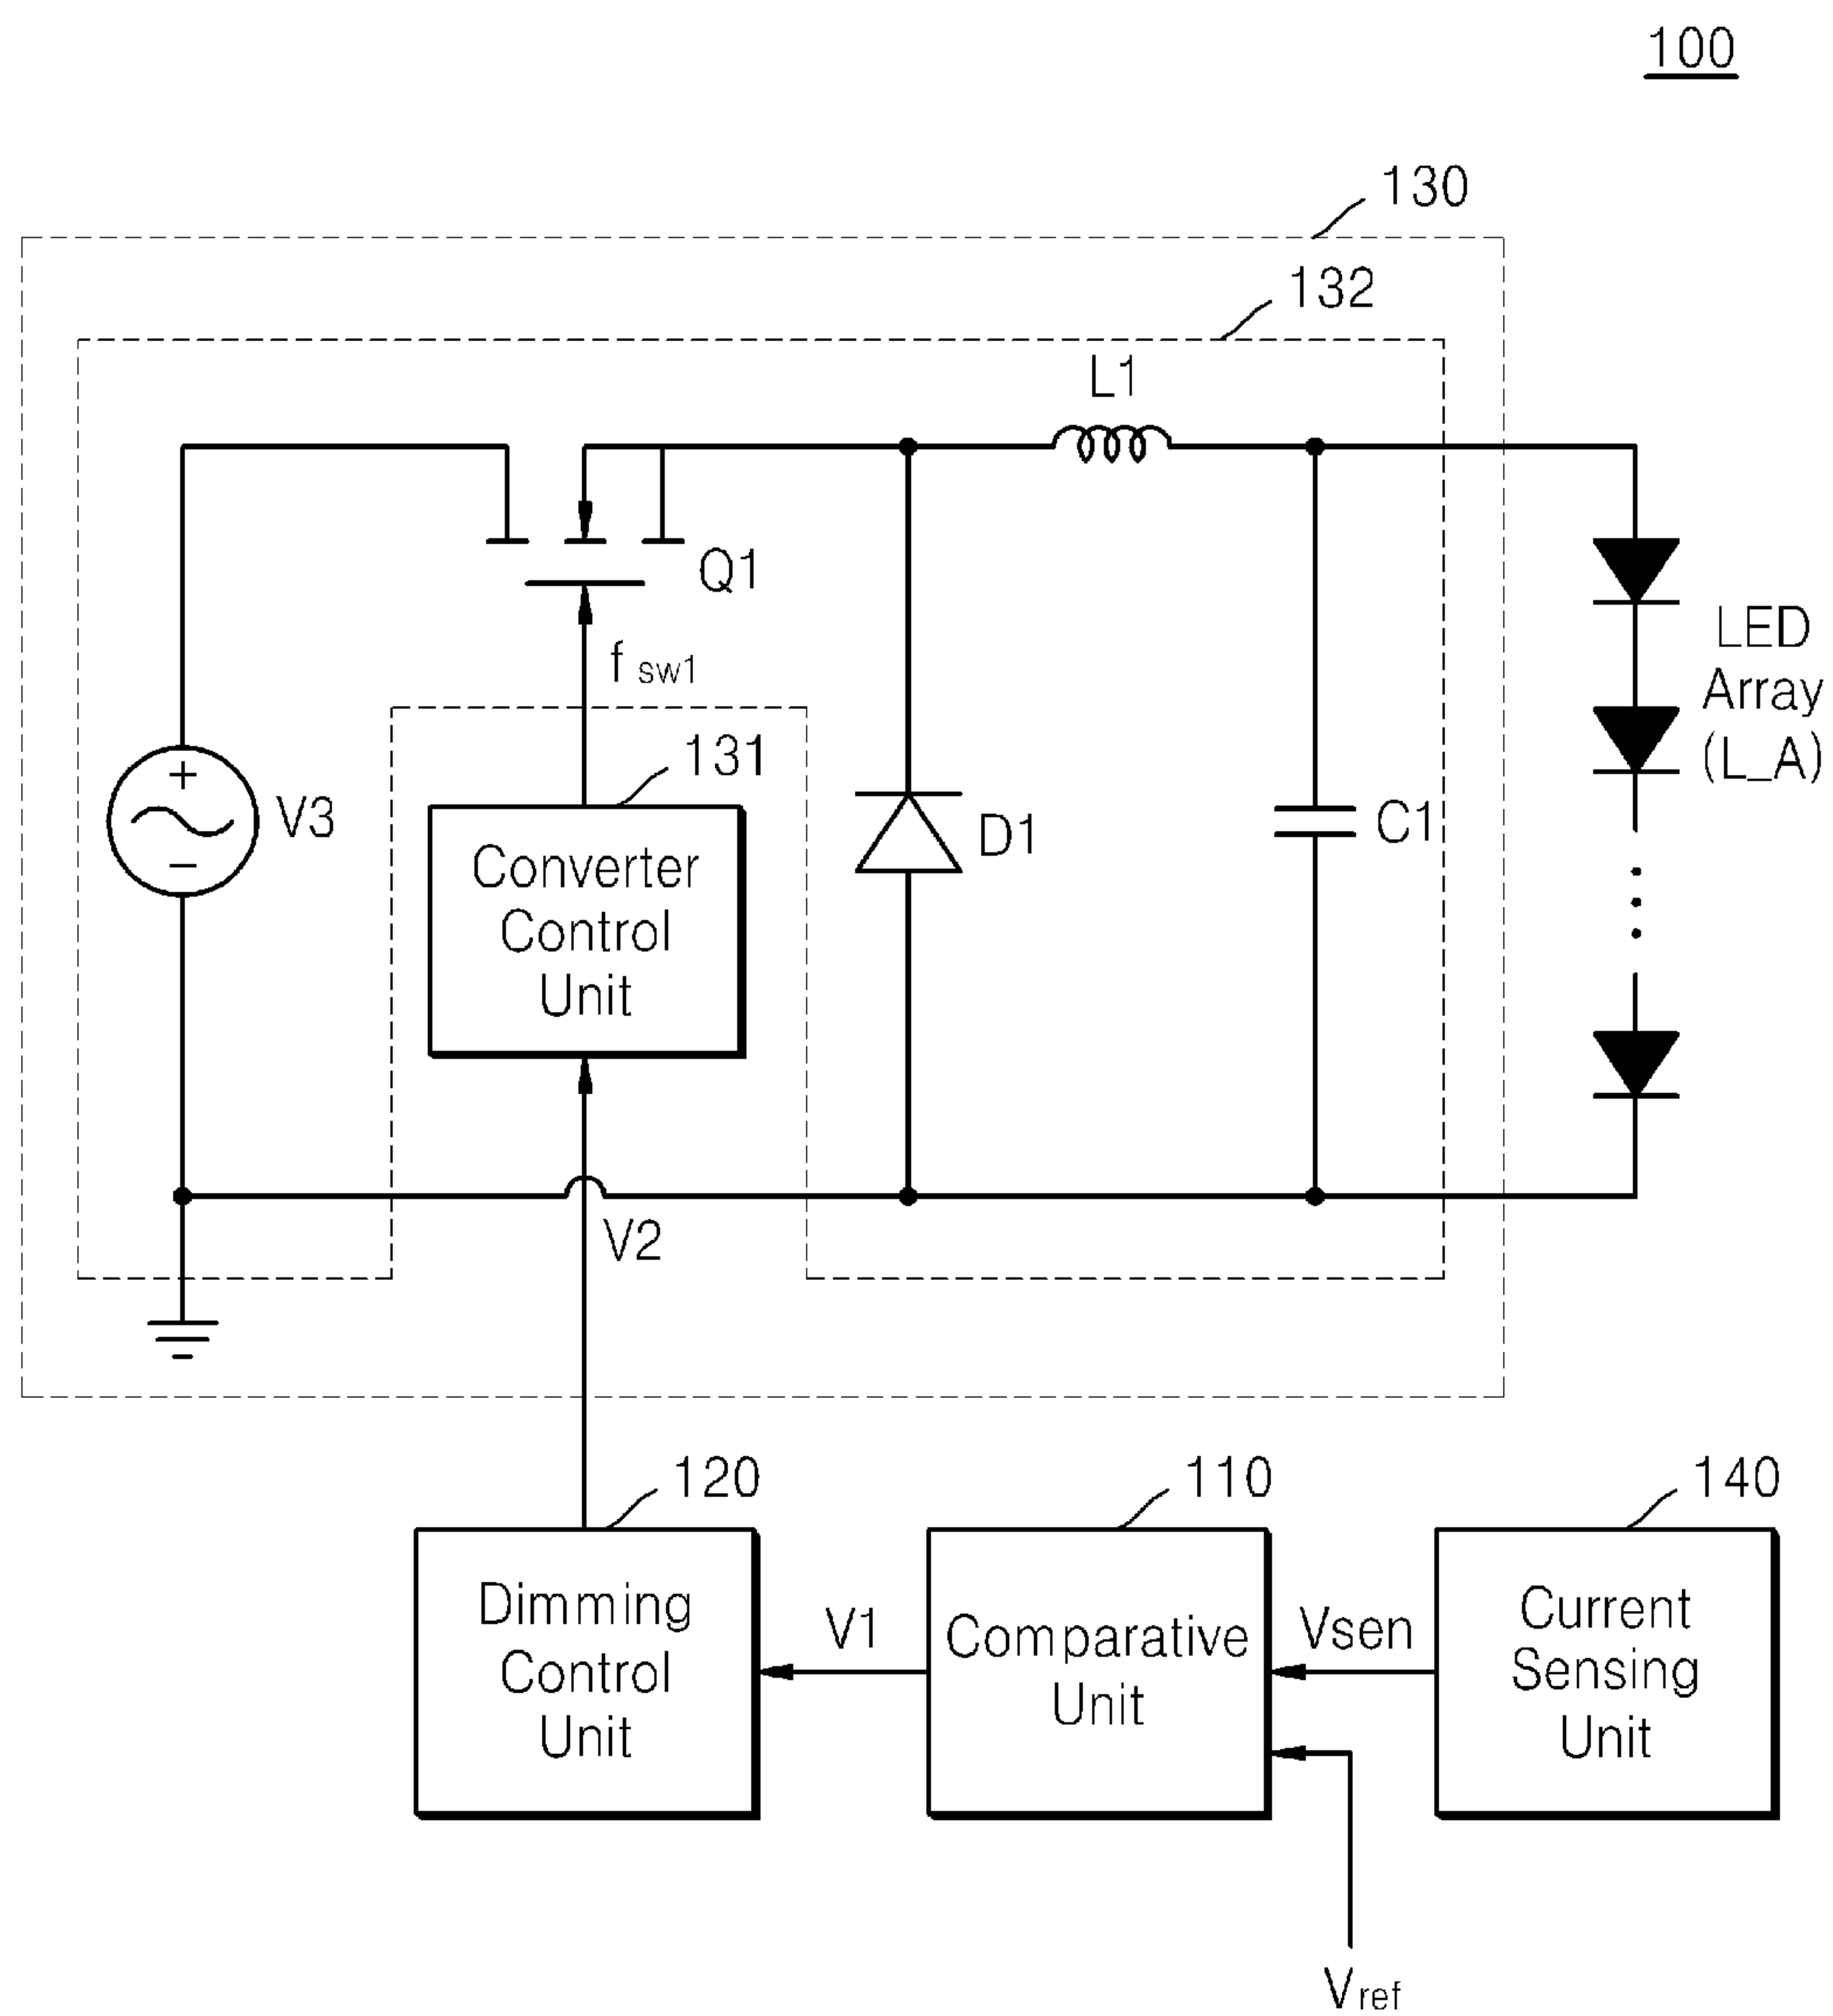 100
130
132
L1
Q1
f sw1
LED
Array
(L_A)
131
+
V3
−
Converter
Control
Unit
D1
C1
V2
120
110
140
Dimming
Control
Unit
V1
Comparative
Unit
Vsen
Current
Sensing
Unit
Vref